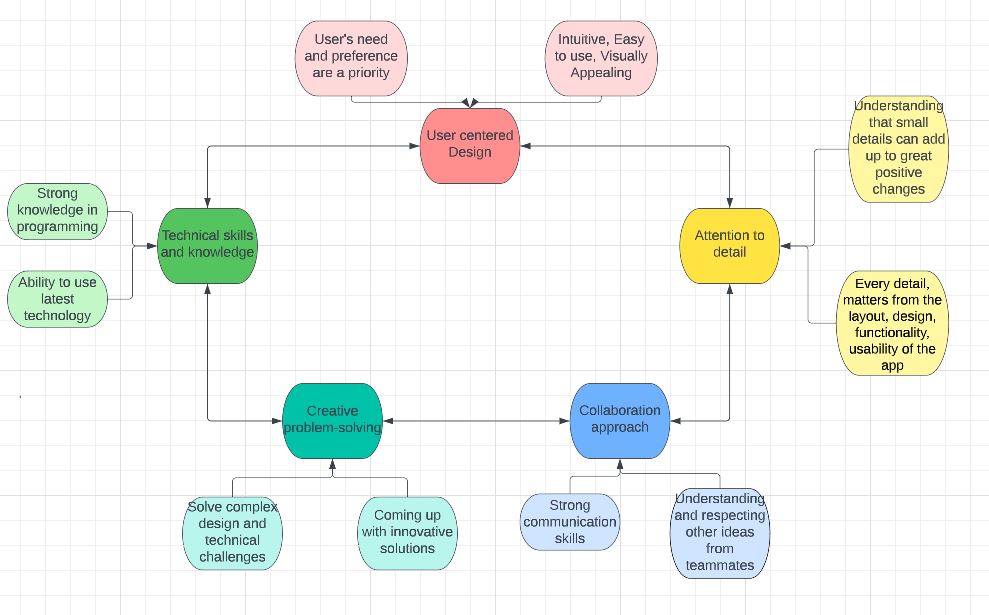 User's need
and preference
are a priority
Intuitive, Easy
to use, Visually
Appealing
User centered
Design
Understanding
that small
details can add
up to great
positive
changes
Strong
knowledge in
programming
Technical skills
and knowledge
Attention to
detail
Ability to use
latest
technology
Every detail,
matters from the
layout, design,
functionality,
usability of the
app
Creative
problem-solving
Collaboration
approach
Solve complex
design and
technical
challenges
Coming up
with innovative
solutions
Strong
communication
skills
Understanding
and respecting
other ideas
from
teammates